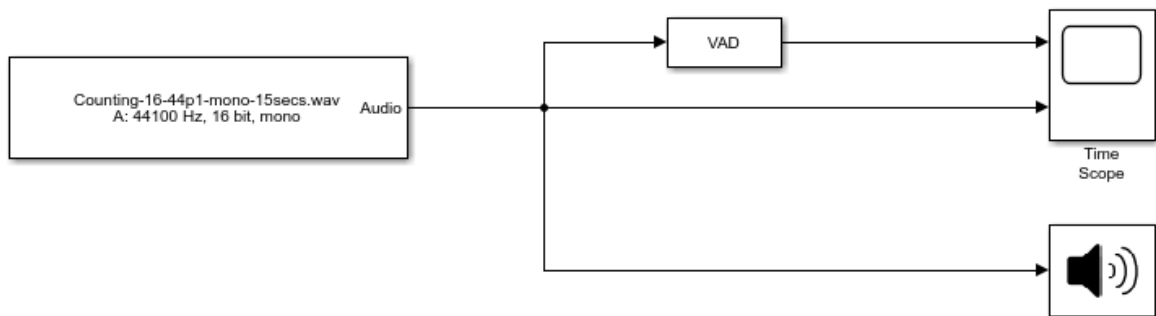 VAD
Counting-16-44p1-mono-15secs.wav
A: 44100 Hz, 16 bit, mono
Audio
Time
Scope